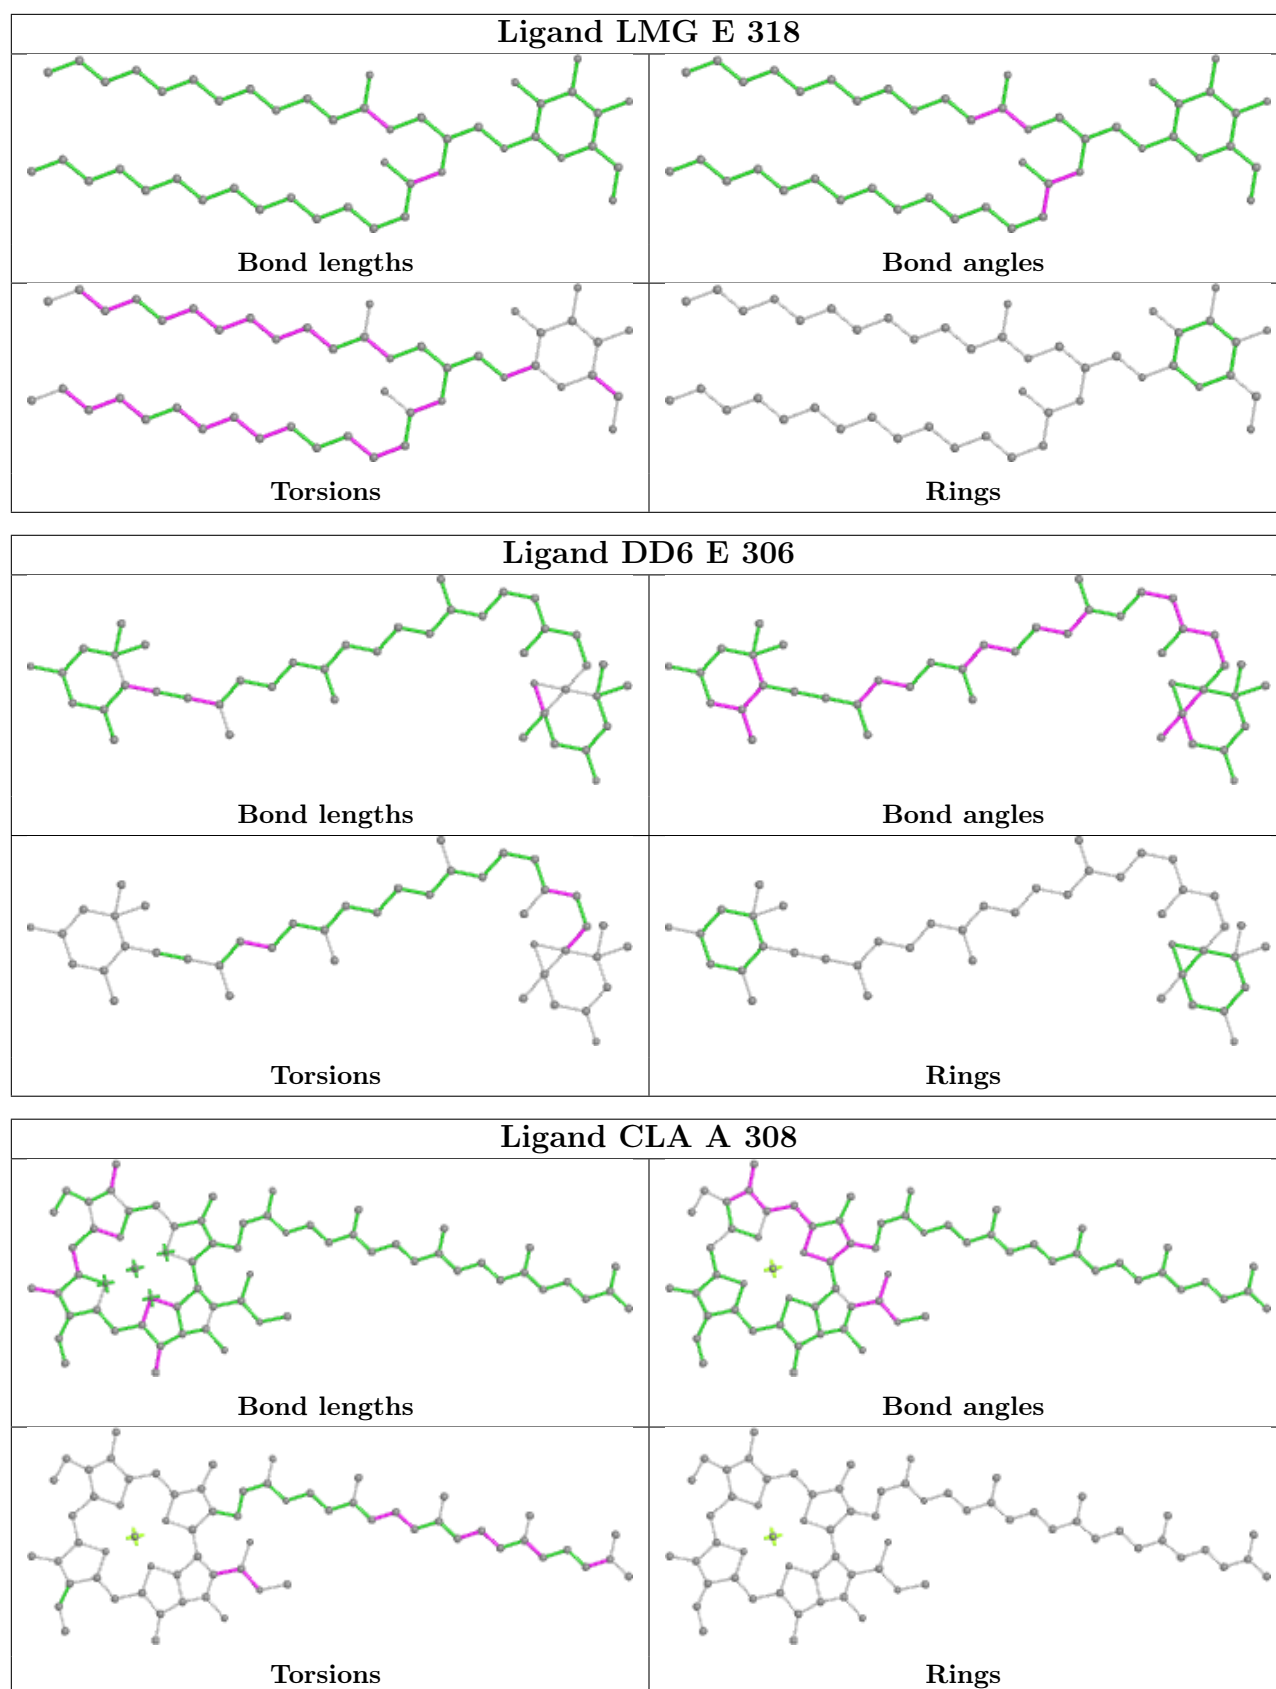 Ligand LMG E 318
Bond lengths
Bond angles
Torsions
Rings
Ligand DD6 E 306
Bond lengths
Bond angles
Torsions
Rings
Ligand CLA A 308
Bond lengths
Bond angles
Torsions
Rings